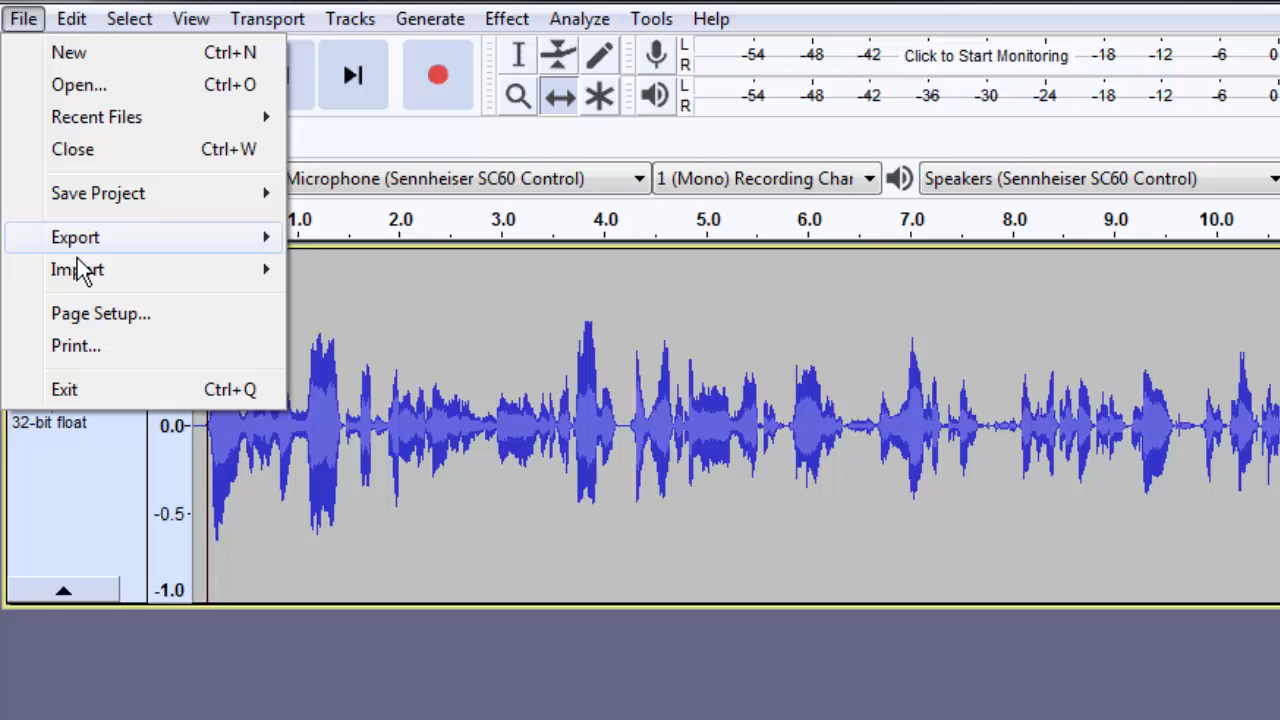 File Edit Select View Transport Tracks Generate Effect Analyze Tools Help
New Ctrl+N
Open... Ctrl+O
Recent Files
Close Ctrl+W
Save Project
Export
Import
Page Setup...
Print...
Exit Ctrl+Q
L
R
-54 -48 -42 Click to Start Monitoring -18 -12 -6 0
L
R
-54 -48 -42 -36 -30 -24 -18 -12 -6 0
Microphone (Sennheiser SC60 Control) 1 (Mono) Recording Char Speakers (Sennheiser SC60 Control)
1.0 2.0 3.0 4.0 5.0 6.0 7.0 8.0 9.0 10.0
32-bit float
0.0
-0.5
-1.0